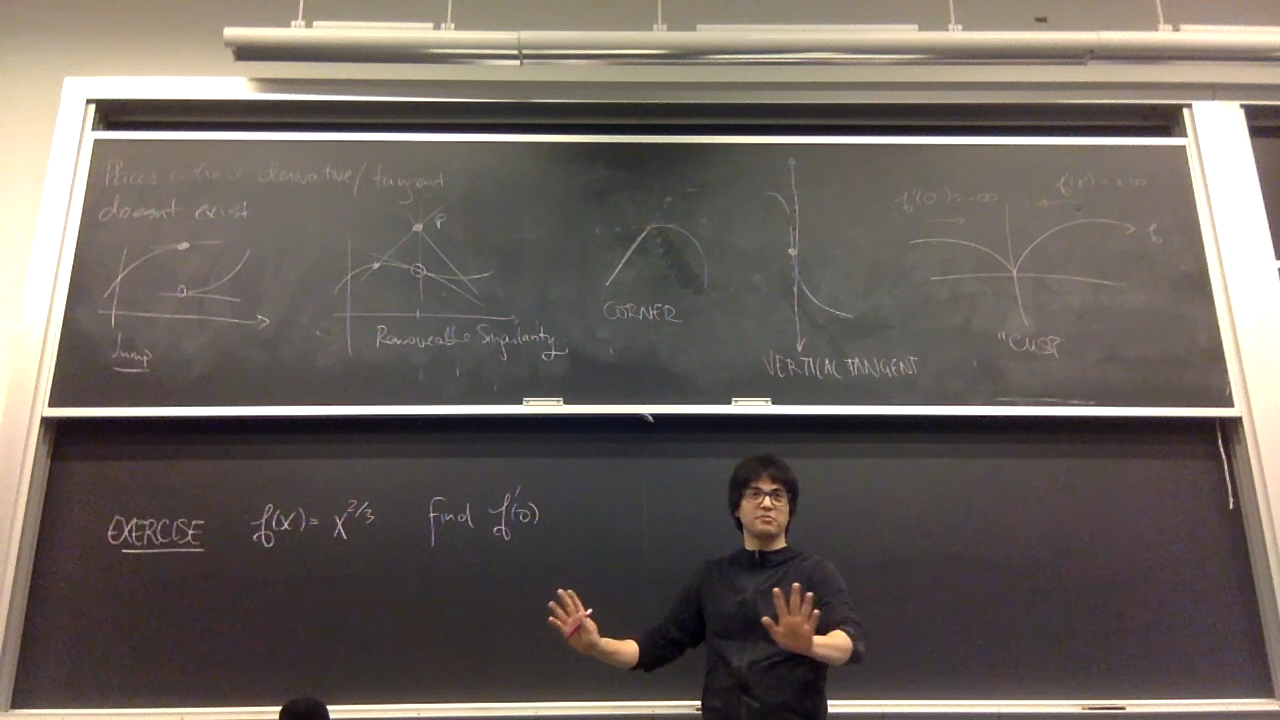 Places where derivative/tangent
doesn't exist
Jump
P
Removeable Singularity
CORNER
VERTICAL TANGENT
f'(0⁻) = -∞
f'(0⁺) = +∞
f
"CUSP"
EXERCISE f(x) = x^{2/3} find f'(0)